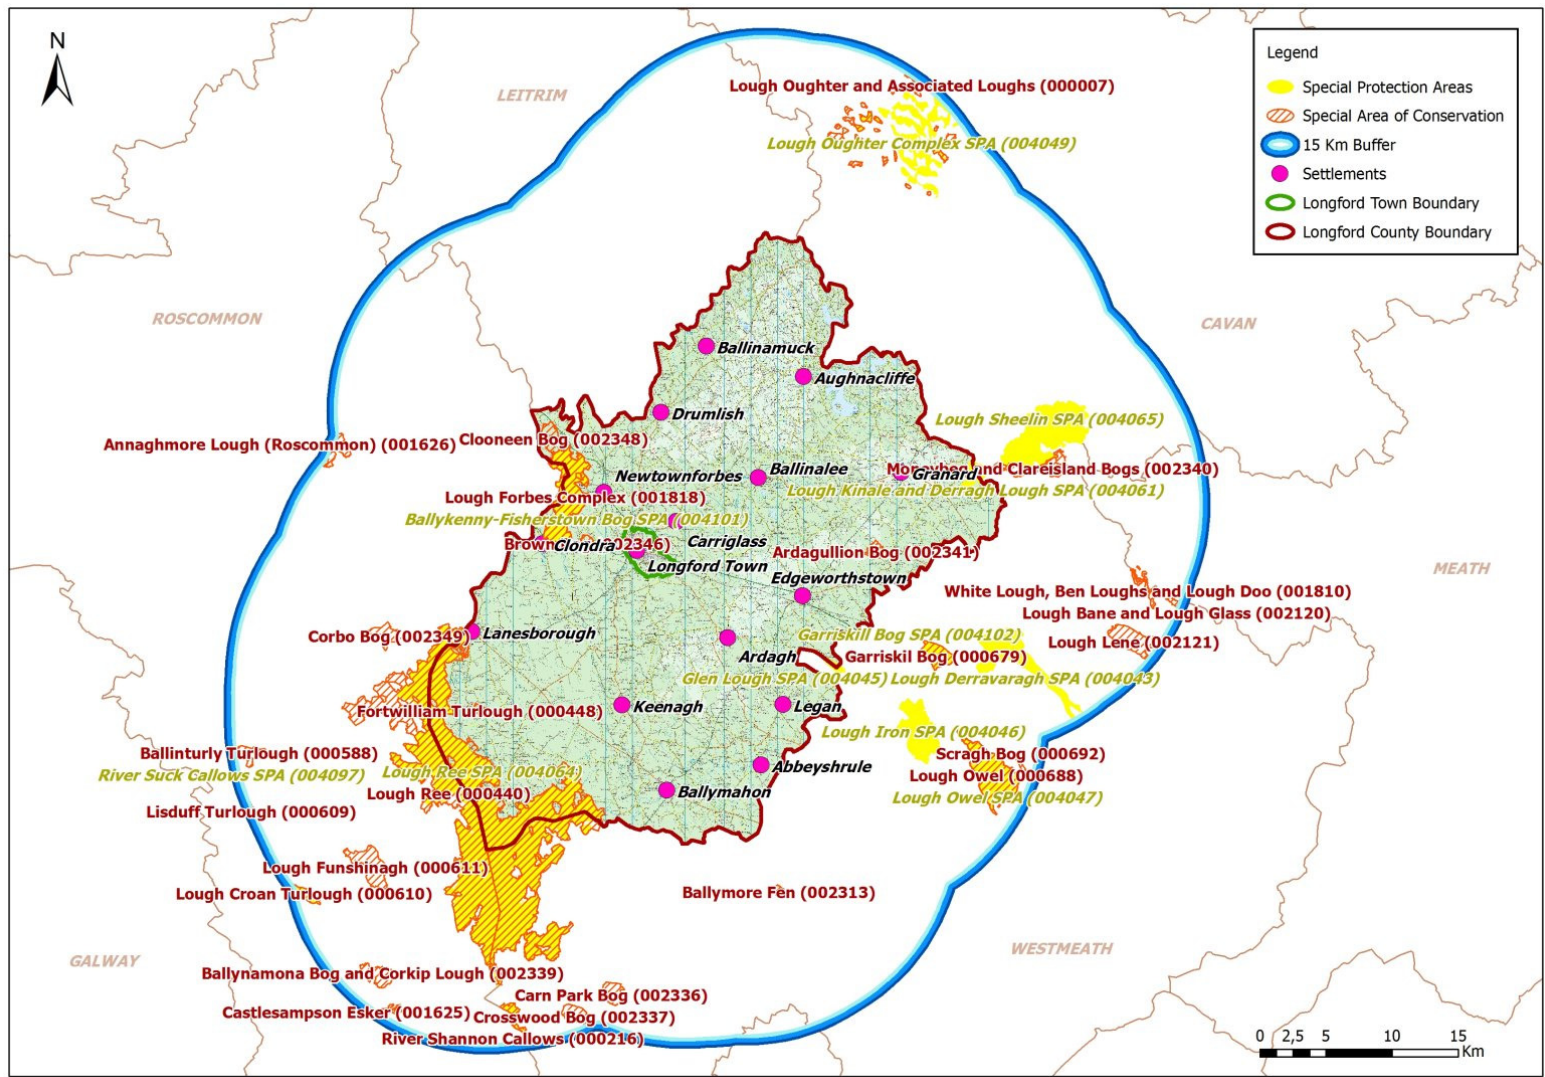 N
Legend
Special Protection Areas
Special Area of Conservation
15 Km Buffer
Settlements
Longford Town Boundary
Longford County Boundary
LEITRIM
Lough Oughter and Associated Loughs (000007)
Lough Oughter Complex SPA (004049)
ROSCOMMON
CAVAN
Ballinamuck
Aughnacliffe
Drumlish
Lough Sheelin SPA (004065)
Annaghmore Lough (Roscommon) (001626)
Clooneen Bog (002348)
Newtownforbes
Ballinalee
and Clareisland Bogs (002340)
Granard
Lough Kinale and Derragh Lough SPA (004061)
Lough Forbes Complex (001818)
Ballykenny-Fisherstown Bog SPA (004101)
Carriglass
Clondra
Ardagullion Bog (002341)
Longford Town
Edgeworthstown
MEATH
White Lough, Ben Loughs and Lough Doo (001810)
Lough Bane and Lough Glass (002120)
Corbo Bog (002349)
Lanesborough
Garriskill Bog SPA (004102)
Lough Lene (002121)
Ardagh
Garriskil Bog (000679)
Glen Lough SPA (004045)
Lough Derravaragh SPA (004043)
Fortwilliam Turlough (000448)
Keenagh
Legan
Lough Iron SPA (004046)
Ballinturly Turlough (000588)
Scragh Bog (000692)
River Suck Callows SPA (004097)
Lough Ree SPA (004064)
Abbeyshrule
Lough Owel (000688)
Lough Ree (000440)
Ballymahon
Lough Owel SPA (004047)
Lisduff Turlough (000609)
Lough Funshinagh (000611)
Lough Croan Turlough (000610)
Ballymore Fen (002313)
GALWAY
WESTMEATH
Ballynamona Bog and Corkip Lough (002339)
Carn Park Bog (002336)
Castlesampson Esker (001625)
Crosswood Bog (002337)
River Shannon Callows (000216)
0 2,5 5 10 15
Km